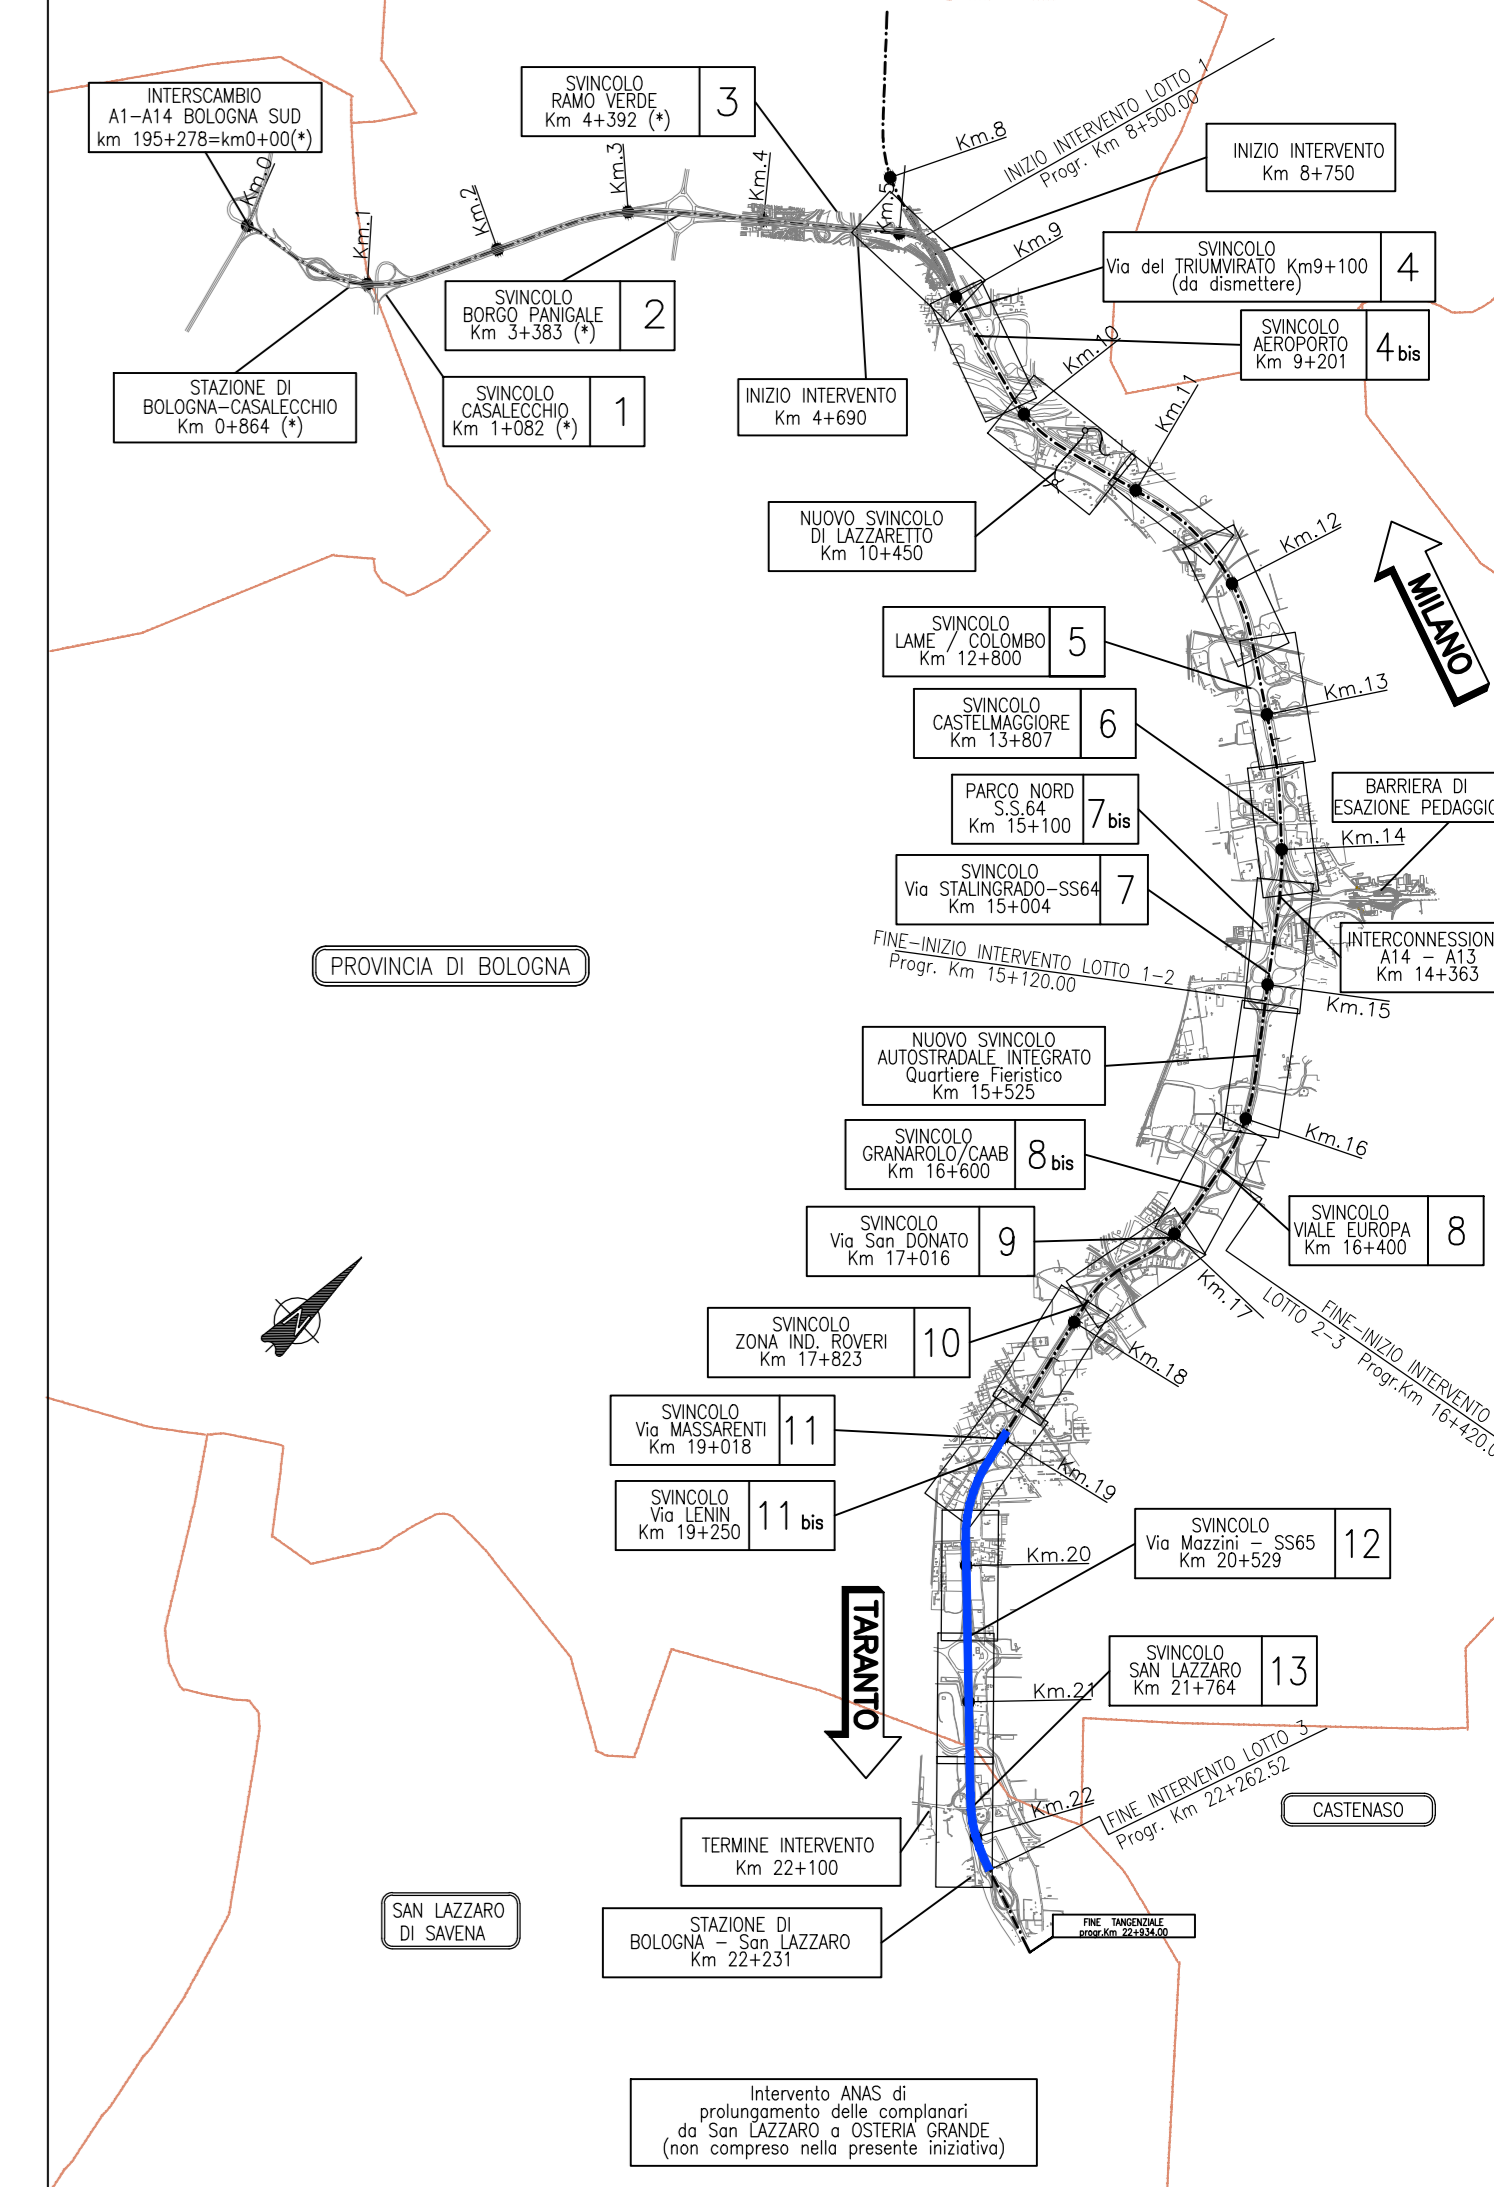 INTERSCAMBIO
A1-A14 BOLOGNA SUD
km 195+278=km0+00(*)
SVINCOLO
RAMO VERDE
Km 4+392 (*)
3
INIZIO INTERVENTO LOTTO 1
Progr. Km 8+500.00
INIZIO INTERVENTO
Km 8+750
Km.0
Km.1
Km.2
Km.3
Km.4
Km.5
Km.8
Km.9
SVINCOLO
Via del TRIUMVIRATO Km9+100
(da dismettere)
4
SVINCOLO
BORGO PANIGALE
Km 3+383 (*)
2
SVINCOLO
AEROPORTO
Km 9+201
4 bis
STAZIONE DI
BOLOGNA-CASALECCHIO
Km 0+864 (*)
SVINCOLO
CASALECCHIO
Km 1+082 (*)
1
INIZIO INTERVENTO
Km 4+690
Km.10
Km.11
NUOVO SVINCOLO
DI LAZZARETTO
Km 10+450
Km.12
MILANO
SVINCOLO
LAME / COLOMBO
Km 12+800
5
Km.13
SVINCOLO
CASTELMAGGIORE
Km 13+807
6
PARCO NORD
S.S.64
Km 15+100
7 bis
BARRIERA DI
ESAZIONE PEDAGGIO
Km.14
SVINCOLO
Via STALINGRADO-SS64
Km 15+004
7
FINE-INIZIO INTERVENTO LOTTO 1-2
Progr. Km 15+120.00
INTERCONNESSION
A14 - A13
Km 14+363
Km.15
PROVINCIA DI BOLOGNA
NUOVO SVINCOLO
AUTOSTRADALE INTEGRATO
Quartiere Fieristico
Km 15+525
Km.16
SVINCOLO
GRANAROLO/CAAB
Km 16+600
8 bis
SVINCOLO
VIALE EUROPA
Km 16+400
8
SVINCOLO
Via San DONATO
Km 17+016
9
Km.17
FINE-INIZIO INTERVENTO
LOTTO 2-3 Progr.Km 16+420.0
SVINCOLO
ZONA IND. ROVERI
Km 17+823
10
Km.18
SVINCOLO
Via MASSARENTI
Km 19+018
11
Km.19
SVINCOLO
Via LENIN
Km 19+250
11 bis
SVINCOLO
Via Mazzini - SS65
Km 20+529
12
Km.20
TARANTO
SVINCOLO
SAN LAZZARO
Km 21+764
13
Km.21
FINE INTERVENTO LOTTO 3
Progr. Km 22+262.52
Km.22
CASTENASO
TERMINE INTERVENTO
Km 22+100
SAN LAZZARO
DI SAVENA
STAZIONE DI
BOLOGNA - San LAZZARO
Km 22+231
FINE TANGENZIALE
progr.Km 22+934.00
Intervento ANAS di
prolungamento delle complanari
da San LAZZARO a OSTERIA GRANDE
(non compreso nella presente iniziativa)